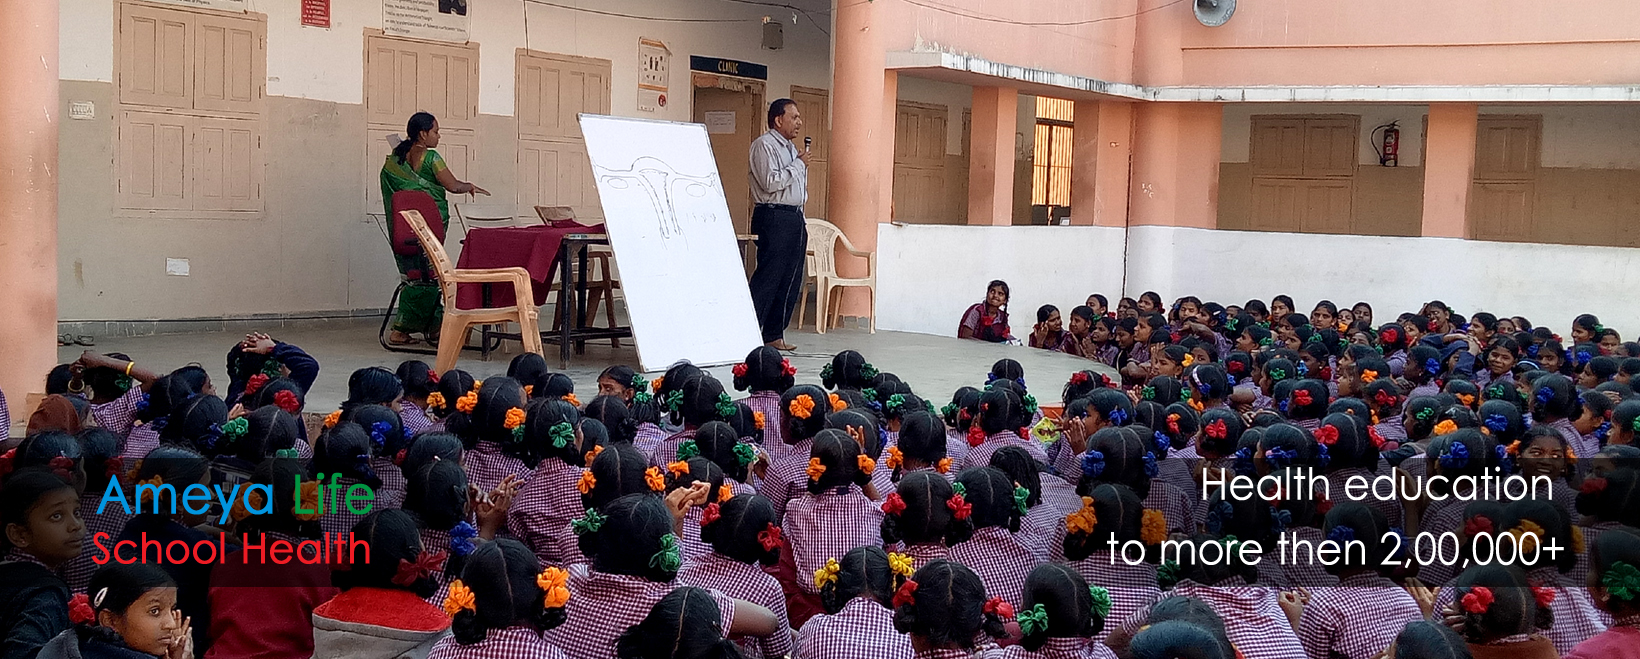 CLINIC
Ameya Life
School Health
Health education
to more then 2,00,000+